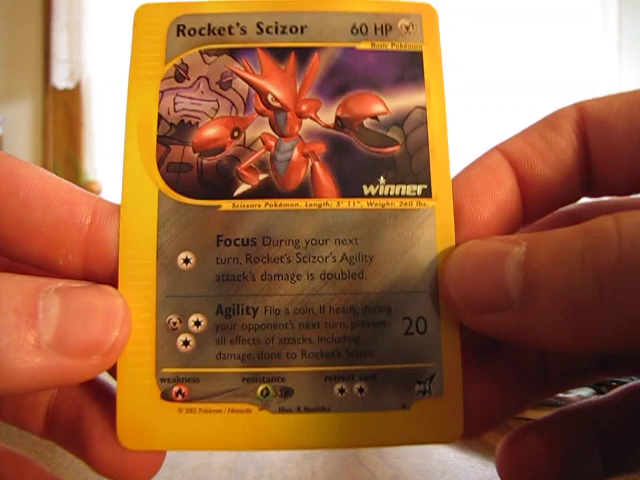 Rocket's Scizor 60 HP
Basic Pokémon
winner
Scissors Pokémon. Length: 5' 11", Weight: 260 lbs.
Focus During your next
turn, Rocket's Scizor's Agility
attack's damage is doubled.
Agility Flip a coin. If heads, during
your opponent's next turn, prevent
all effects of attacks, including
damage, done to Rocket's Scizor.
20
weakness resistance retreat cost
© 2002 Pokémon / Nintendo Illus. K. Hoshiba